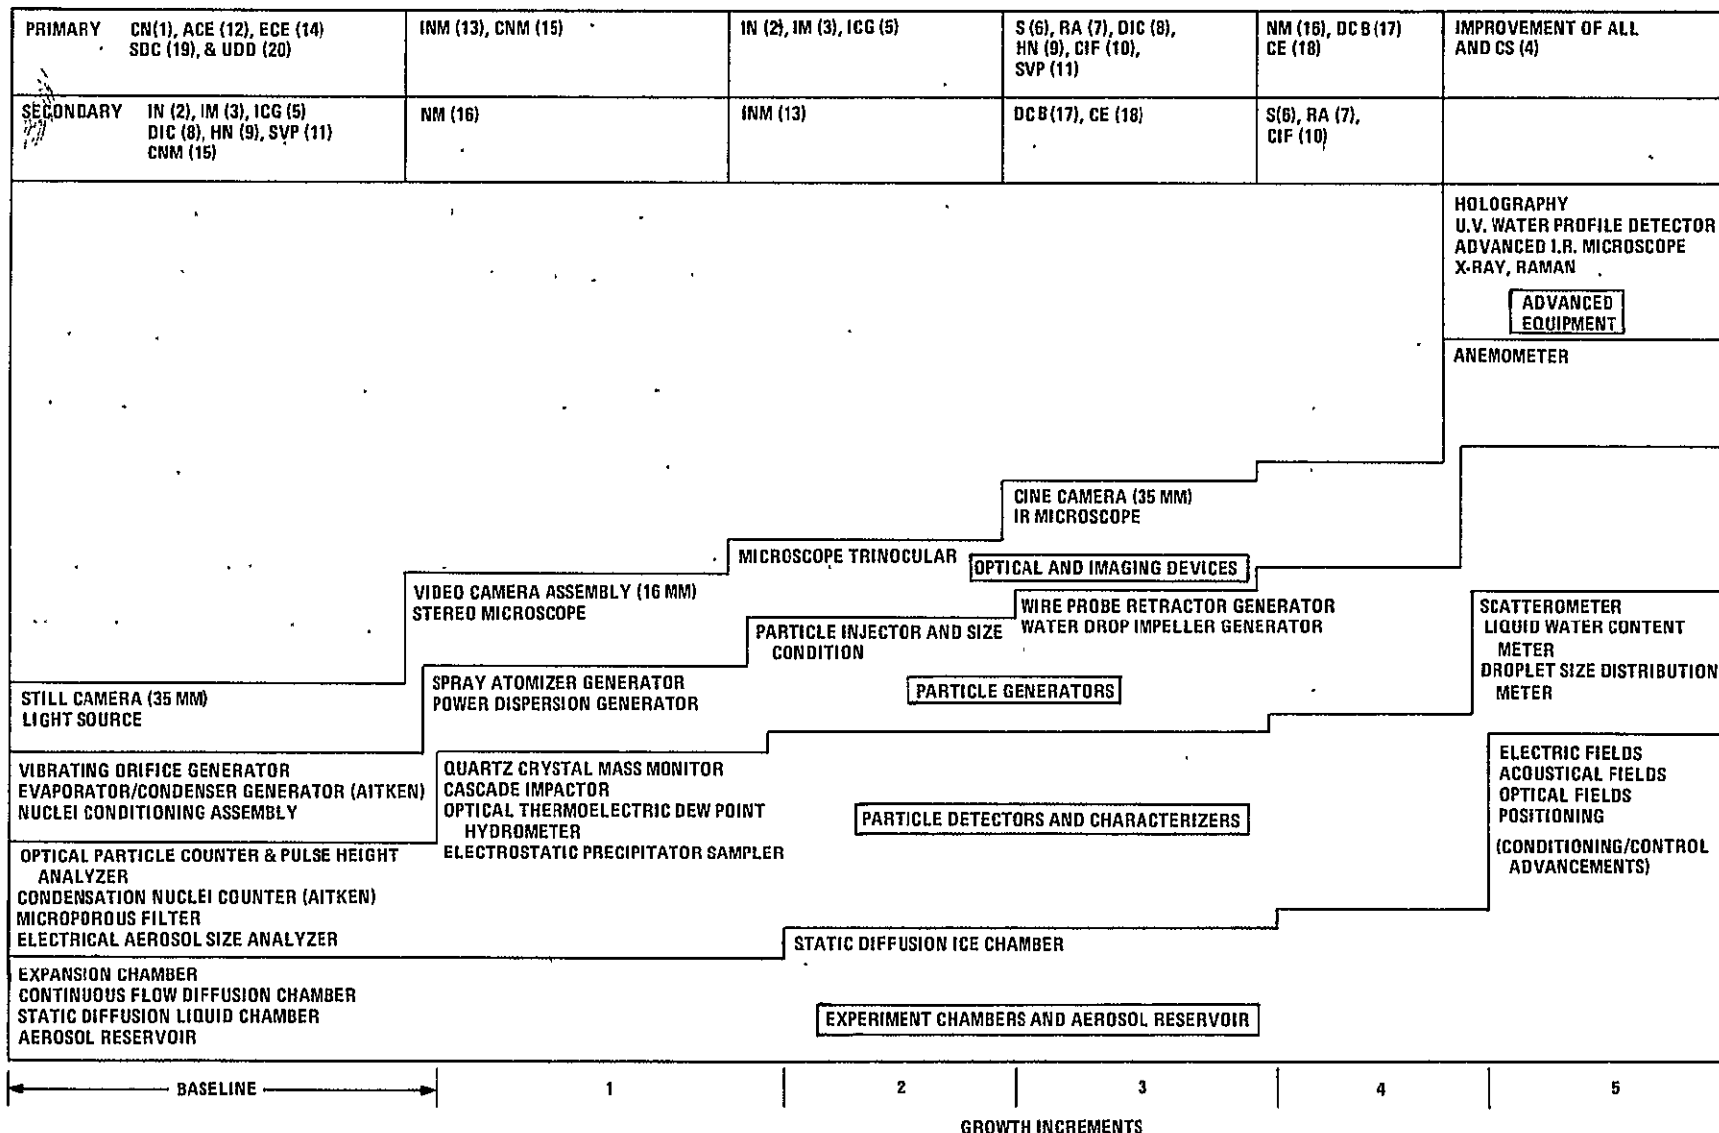 PRIMARY CN(1), ACE (12), ECE (14)
SDC (19), & UDD (20)
INM (13), CNM (15)
IN (2), IM (3), ICG (5)
S (6), RA (7), DIC (8),
HN (9), CIF (10),
SVP (11)
NM (16), DCB (17)
CE (18)
IMPROVEMENT OF ALL
AND CS (4)
SECONDARY IN (2), IM (3), ICG (5)
DIC (8), HN (9), SVP (11)
CNM (15)
NM (16)
INM (13)
DCB (17), CE (18)
S(6), RA (7),
CIF (10)
HOLOGRAPHY
U.V. WATER PROFILE DETECTOR
ADVANCED I.R. MICROSCOPE
X-RAY, RAMAN
ADVANCED
EQUIPMENT
ANEMOMETER
CINE CAMERA (35 MM)
IR MICROSCOPE
MICROSCOPE TRINOCULAR
OPTICAL AND IMAGING DEVICES
VIDEO CAMERA ASSEMBLY (16 MM)
STEREO MICROSCOPE
STILL CAMERA (35 MM)
LIGHT SOURCE
WIRE PROBE RETRACTOR GENERATOR
WATER DROP IMPELLER GENERATOR
PARTICLE INJECTOR AND SIZE
CONDITION
SPRAY ATOMIZER GENERATOR
POWER DISPERSION GENERATOR
PARTICLE GENERATORS
VIBRATING ORIFICE GENERATOR
EVAPORATOR/CONDENSER GENERATOR (AITKEN)
NUCLEI CONDITIONING ASSEMBLY
SCATTEROMETER
LIQUID WATER CONTENT
METER
DROPLET SIZE DISTRIBUTION
METER
QUARTZ CRYSTAL MASS MONITOR
CASCADE IMPACTOR
OPTICAL THERMOELECTRIC DEW POINT
HYDROMETER
ELECTROSTATIC PRECIPITATOR SAMPLER
PARTICLE DETECTORS AND CHARACTERIZERS
OPTICAL PARTICLE COUNTER & PULSE HEIGHT
ANALYZER
CONDENSATION NUCLEI COUNTER (AITKEN)
MICROPOROUS FILTER
ELECTRICAL AEROSOL SIZE ANALYZER
ELECTRIC FIELDS
ACOUSTICAL FIELDS
OPTICAL FIELDS
POSITIONING
(CONDITIONING/CONTROL
ADVANCEMENTS)
STATIC DIFFUSION ICE CHAMBER
EXPANSION CHAMBER
CONTINUOUS FLOW DIFFUSION CHAMBER
STATIC DIFFUSION LIQUID CHAMBER
AEROSOL RESERVOIR
EXPERIMENT CHAMBERS AND AEROSOL RESERVOIR
BASELINE 1 2 3 4 5
GROWTH INCREMENTS